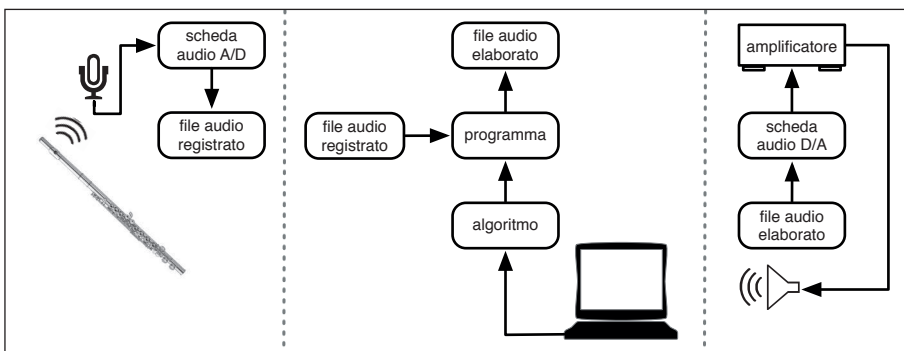 scheda
audio A/D
file audio
registrato
file audio
elaborato
file audio
registrato
programma
algoritmo
amplificatore
scheda
audio D/A
file audio
elaborato